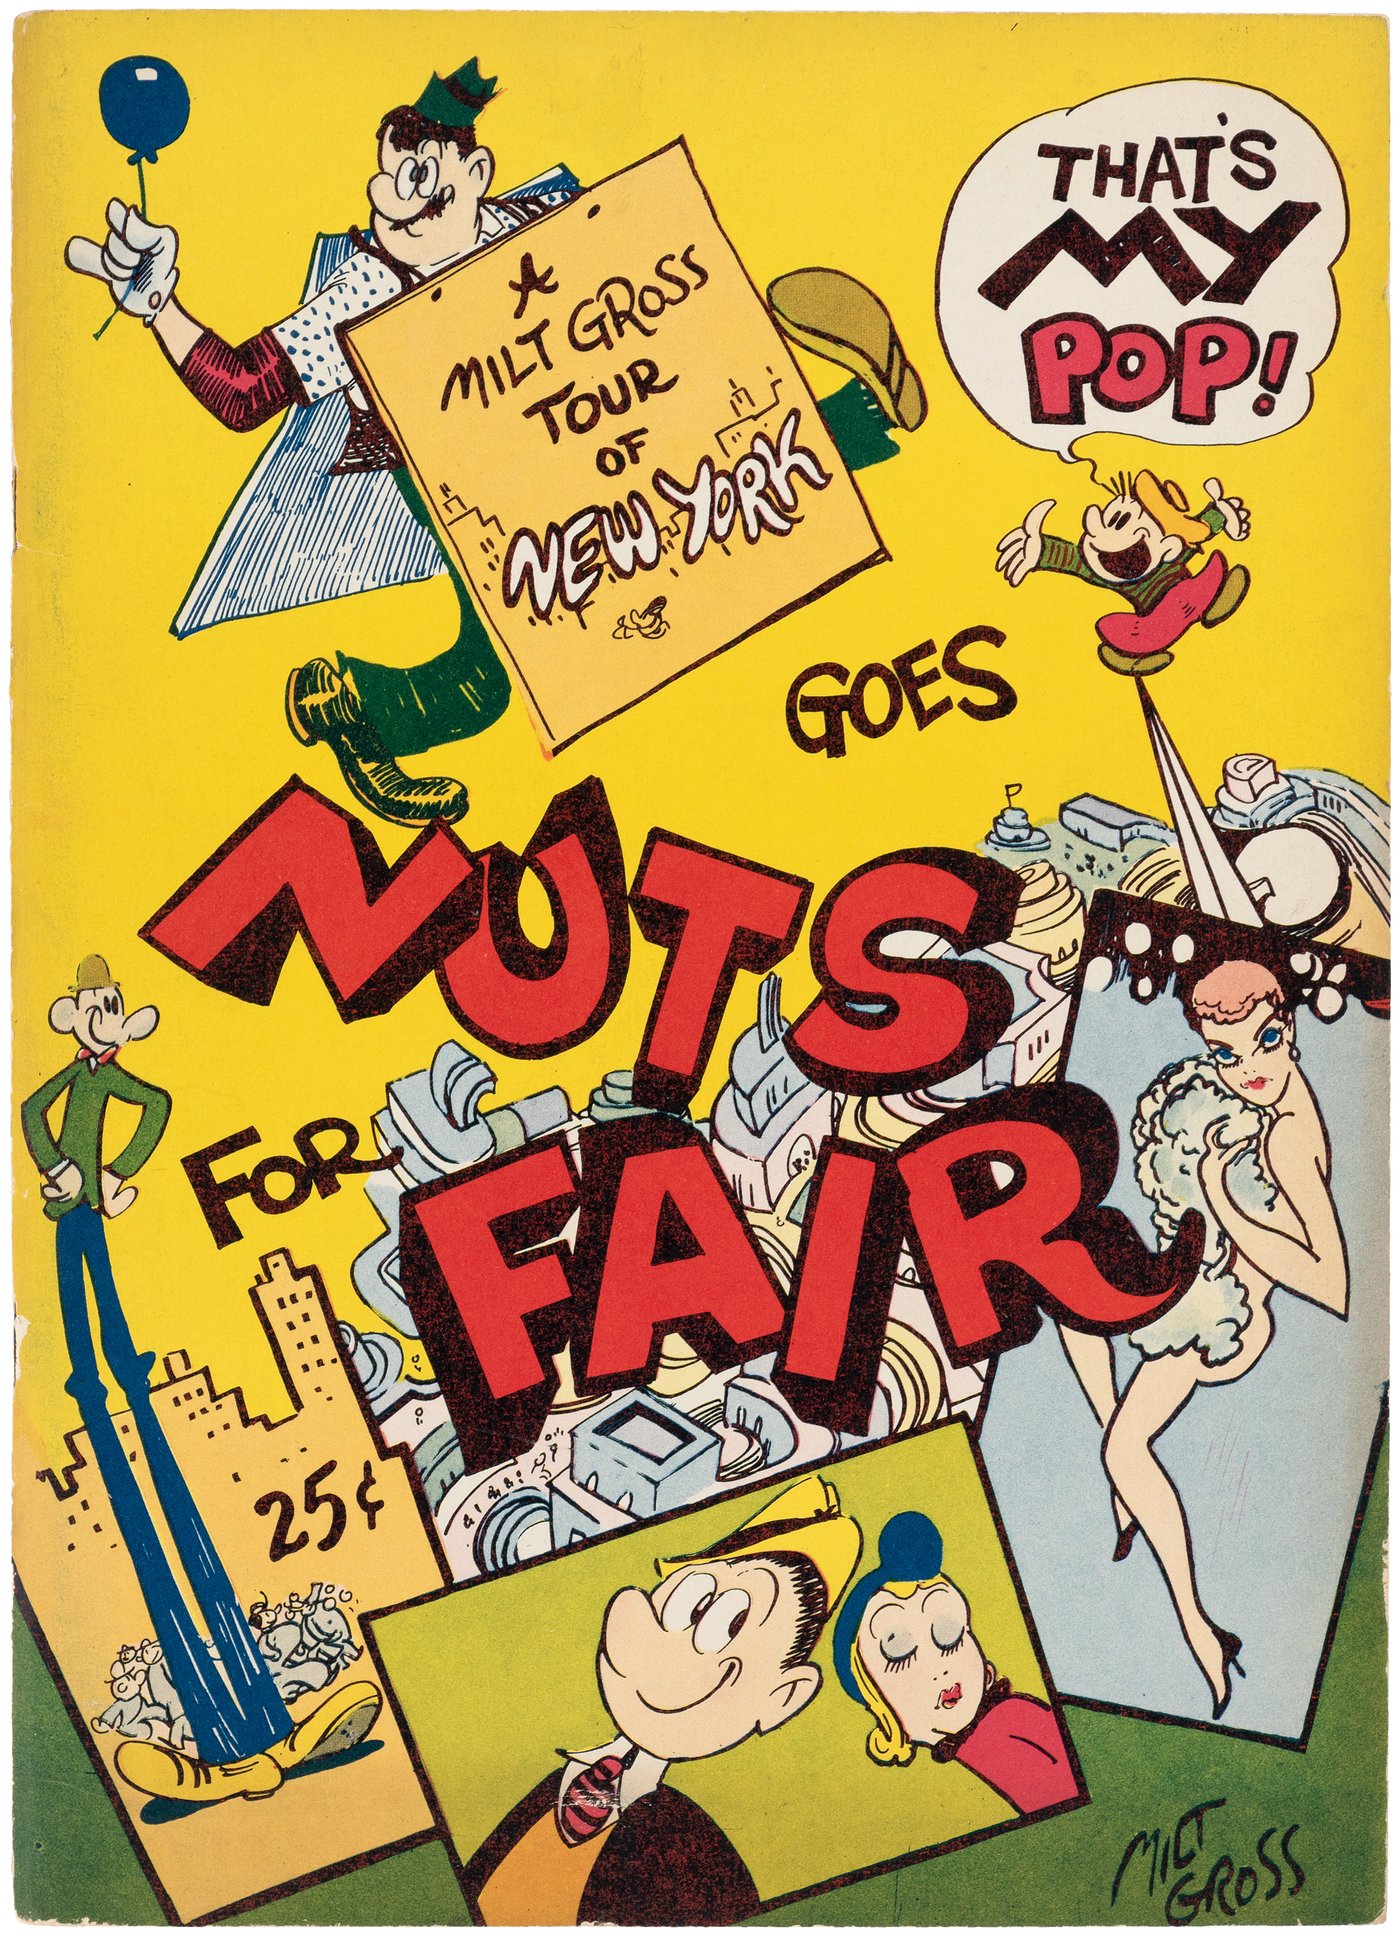 A
MILT GROSS
TOUR
OF
NEW YORK
THAT'S
MY
POP!
GOES
NUTS
FOR
FAIR
25¢
MILT
GROSS